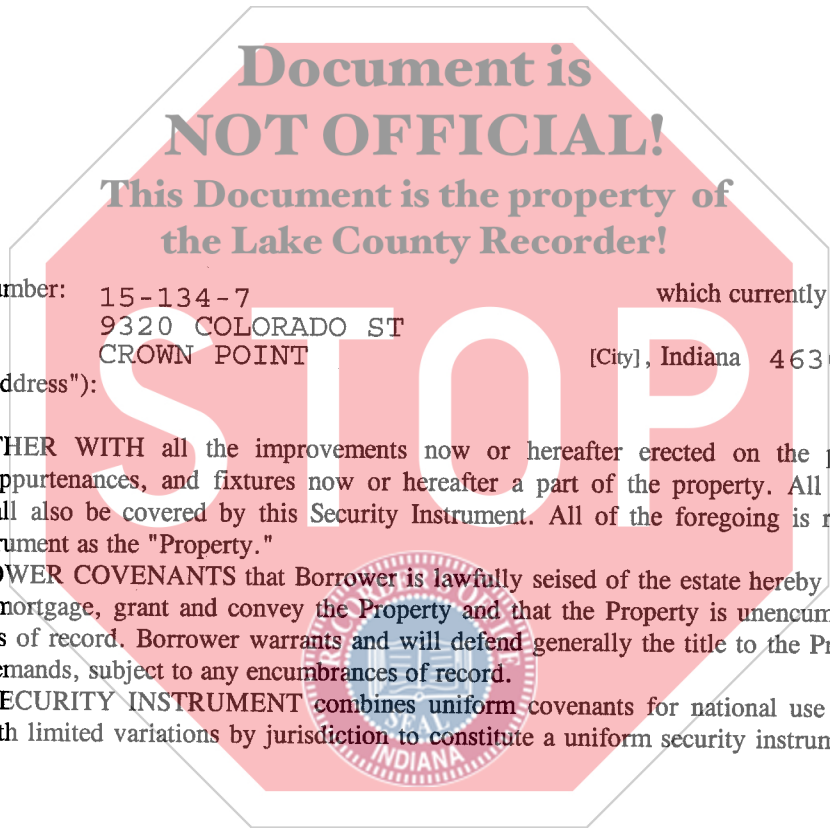 Document is
NOT OFFICIAL!
This Document is the property of
the Lake County Recorder!
umber: 15-134-7 which currently
9320 COLORADO ST
CROWN POINT [City], Indiana 463
ddress"):
STOP
THER WITH all the improvements now or hereafter erected on the p
ppurtenances, and fixtures now or hereafter a part of the property. All
ll also be covered by this Security Instrument. All of the foregoing is r
rument as the "Property."
OWER COVENANTS that Borrower is lawfully seised of the estate hereby
mortgage, grant and convey the Property and that the Property is unencum
s of record. Borrower warrants and will defend generally the title to the Pr
emands, subject to any encumbrances of record.
ECURITY INSTRUMENT combines uniform covenants for national use
th limited variations by jurisdiction to constitute a uniform security instrum
SEAL
INDIANA